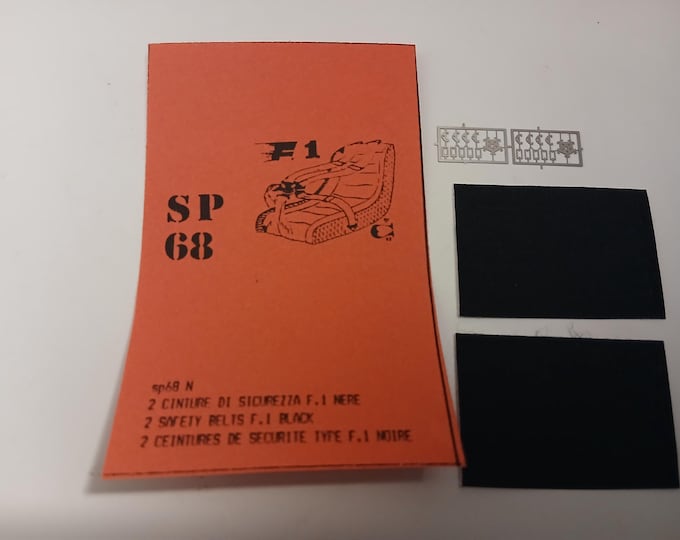 F1
SP
68
sp68 N
2 CINTURE DI SICUREZZA F.1 NERE
2 SAFETY BELTS F.1 BLACK
2 CEINTURES DE SECURITE TYPE F.1 NOIRE